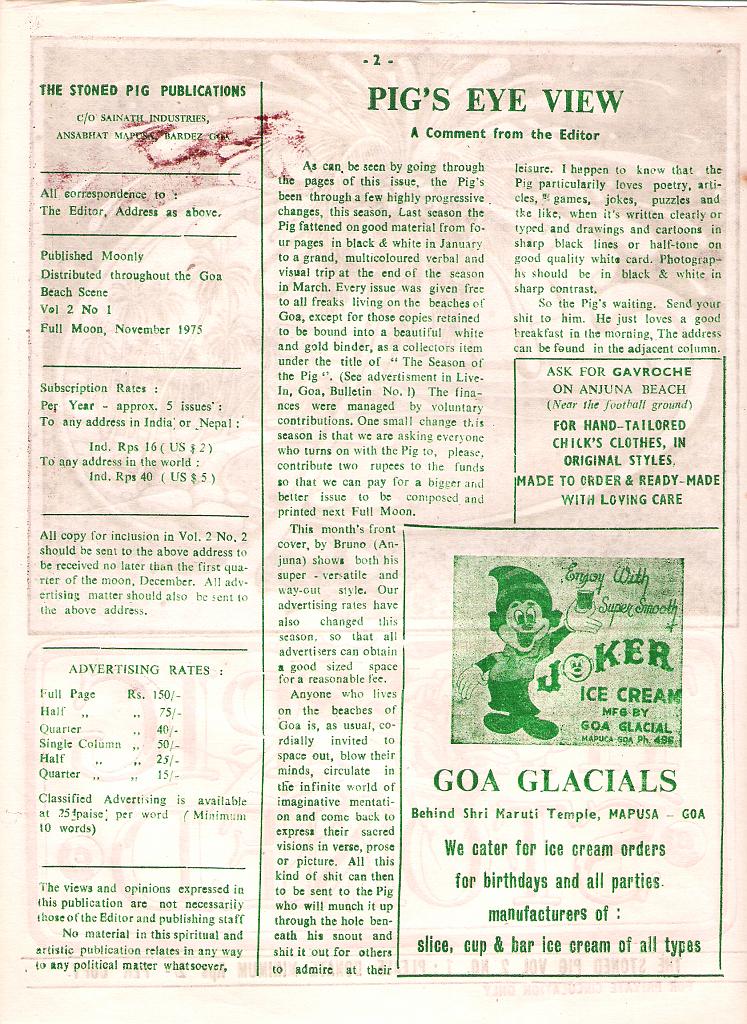 - 2 -
THE STONED PIG PUBLICATIONS
C/O SAINATH INDUSTRIES,
ANSABHAT MAPUSA, BARDEZ GOA
All correspondence to :
The Editor, Address as above.
Published Moonly
Distributed throughout the Goa
Beach Scene
Vol 2 No 1
Full Moon, November 1975
Subscription Rates :
Per Year - approx. 5 issues :
To any address in India or Nepal :
Ind. Rps 16 ( US $ 2 )
To any address in the world :
Ind. Rps 40 ( US $ 5 )
All copy for inclusion in Vol. 2 No. 2
should be sent to the above address to
be received no later than the first qua-
rter of the moon, December. All adv-
ertising matter should also be sent to
the above address.
ADVERTISING RATES :
Full Page Rs. 150/-
Half ,, ,, 75/-
Quarter ,, 40/-
Single Column ,, 50/-
Half ,, ,, 25/-
Quarter ,, ,, 15/-
Classified Advertising is available
at 25 paise per word ( Minimum
10 words)
The views and opinions expressed in
this publication are not necessarily
those of the Editor and publishing staff
No material in this spiritual and
artistic publication relates in any way
to any political matter whatsoever.
PIG'S EYE VIEW
A Comment from the Editor
As can be seen by going through
the pages of this issue, the Pig's
been through a few highly progressive
changes, this season, Last season the
Pig fattened on good material from fo-
ur pages in black & white in January
to a grand, multicoloured verbal and
visual trip at the end of the season
in March. Every issue was given free
to all freaks living on the beaches of
Goa, except for those copies retained
to be bound into a beautiful white
and gold binder, as a collectors item
under the title of “ The Season of
the Pig ‘’. (See advertisment in Live-
In, Goa, Bulletin No. 1) The fina-
nces were managed by voluntary
contributions. One small change this
season is that we are asking everyone
who turns on with the Pig to, please,
contribute two rupees to the funds
so that we can pay for a bigger and
better issue to be composed and
printed next Full Moon.
This month's front
cover, by Bruno (An-
juna) shows both his
super - versatile and
way-out style. Our
advertising rates have
also changed this
season, so that all
advertisers can obtain
a good sized space
for a reasonable fee.
Anyone who lives
on the beaches of
Goa is, as usual, co-
rdially invited to
space out, blow their
minds, circulate in
the infinite world of
imaginative mentati-
on and come back to
express their sacred
visions in verse, prose
or picture. All this
kind of shit can then
to be sent to the Pig
who will munch it up
through the hole ben-
eath his snout and
shit it out for others
to admire at their
leisure. I happen to know that the
Pig particularily loves poetry, arti-
cles, games, jokes, puzzles and
the like, when it's written clearly or
typed and drawings and cartoons in
sharp black lines or half-tone on
good quality white card. Photograp-
hs should be in black & white in
sharp contrast.
So the Pig's waiting. Send your
shit to him. He just loves a good
breakfast in the morning, The address
can be found in the adjacent column.
ASK FOR GAVROCHE
ON ANJUNA BEACH
(Near the football ground)
FOR HAND-TAILORED
CHICK'S CLOTHES, IN
ORIGINAL STYLES,
MADE TO ORDER & READY-MADE
WITH LOVING CARE
Enjoy With
Super Smooth
JOKER
ICE CREAM
MFG BY
GOA GLACIAL
MAPUCA GOA Ph. 498
GOA GLACIALS
Behind Shri Maruti Temple, MAPUSA - GOA
We cater for ice cream orders
for birthdays and all parties.
manufacturers of :
slice, cup & bar ice cream of all types